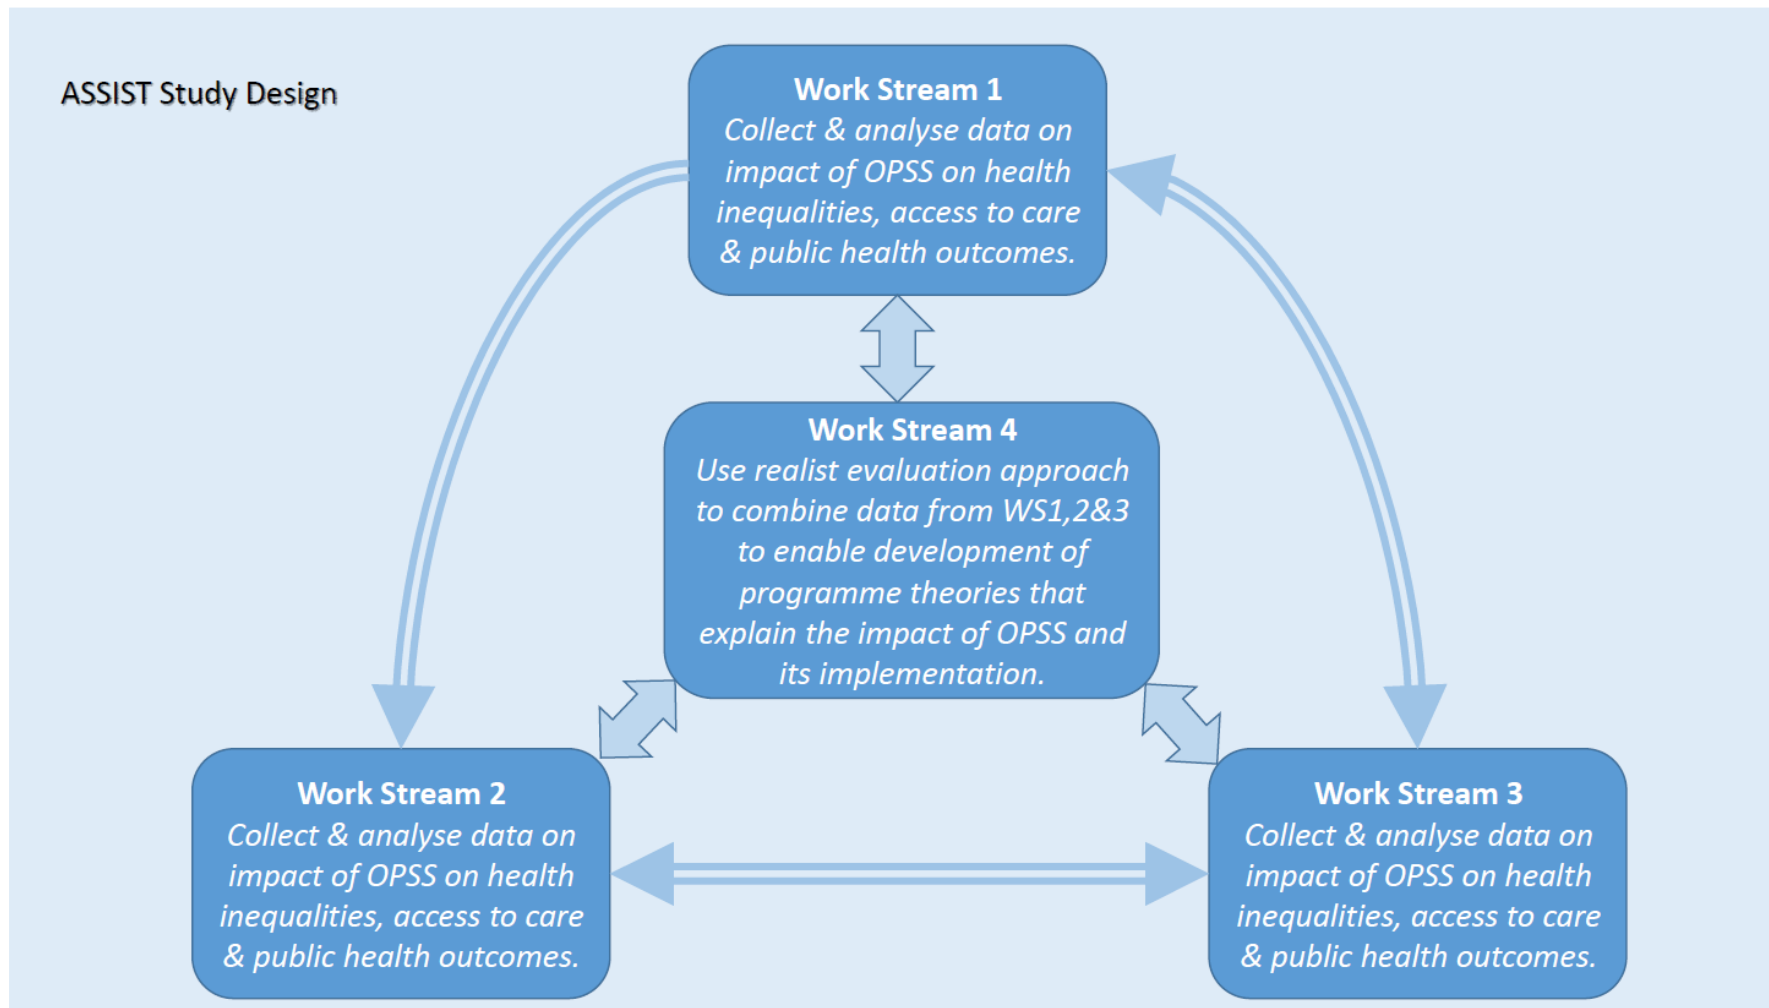 ASSIST Study Design
Work Stream 1
Collect & analyse data on
impact of OPSS on health
inequalities, access to care
& public health outcomes.
Work Stream 4
Use realist evaluation approach
to combine data from WS1,2&3
to enable development of
programme theories that
explain the impact of OPSS and
its implementation.
Work Stream 2
Collect & analyse data on
impact of OPSS on health
inequalities, access to care
& public health outcomes.
Work Stream 3
Collect & analyse data on
impact of OPSS on health
inequalities, access to care
& public health outcomes.